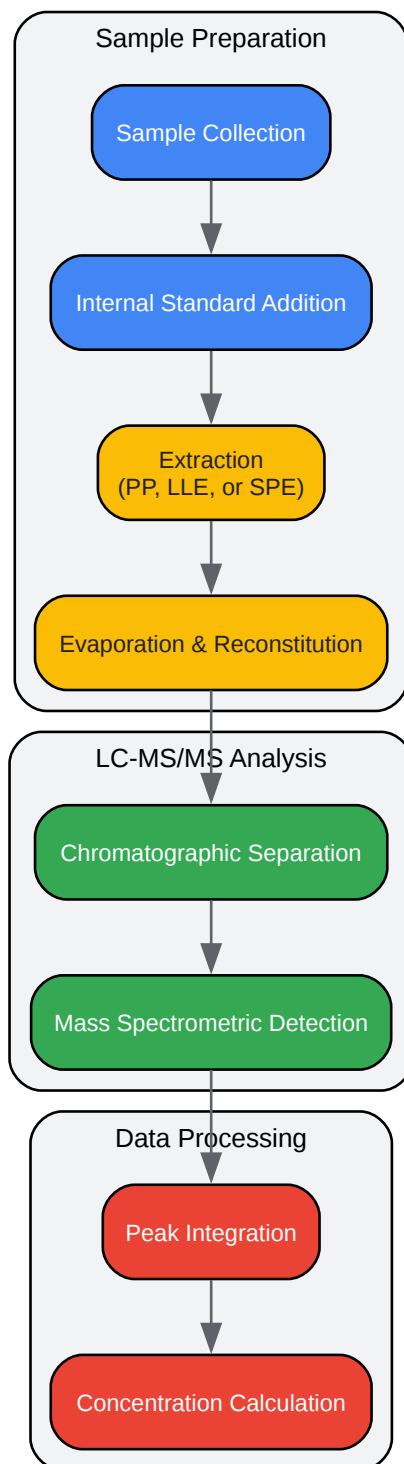 Sample Preparation
Sample Collection
Internal Standard Addition
Extraction
(PP, LLE, or SPE)
Evaporation & Reconstitution
LC-MS/MS Analysis
Chromatographic Separation
Mass Spectrometric Detection
Data Processing
Peak Integration
Concentration Calculation